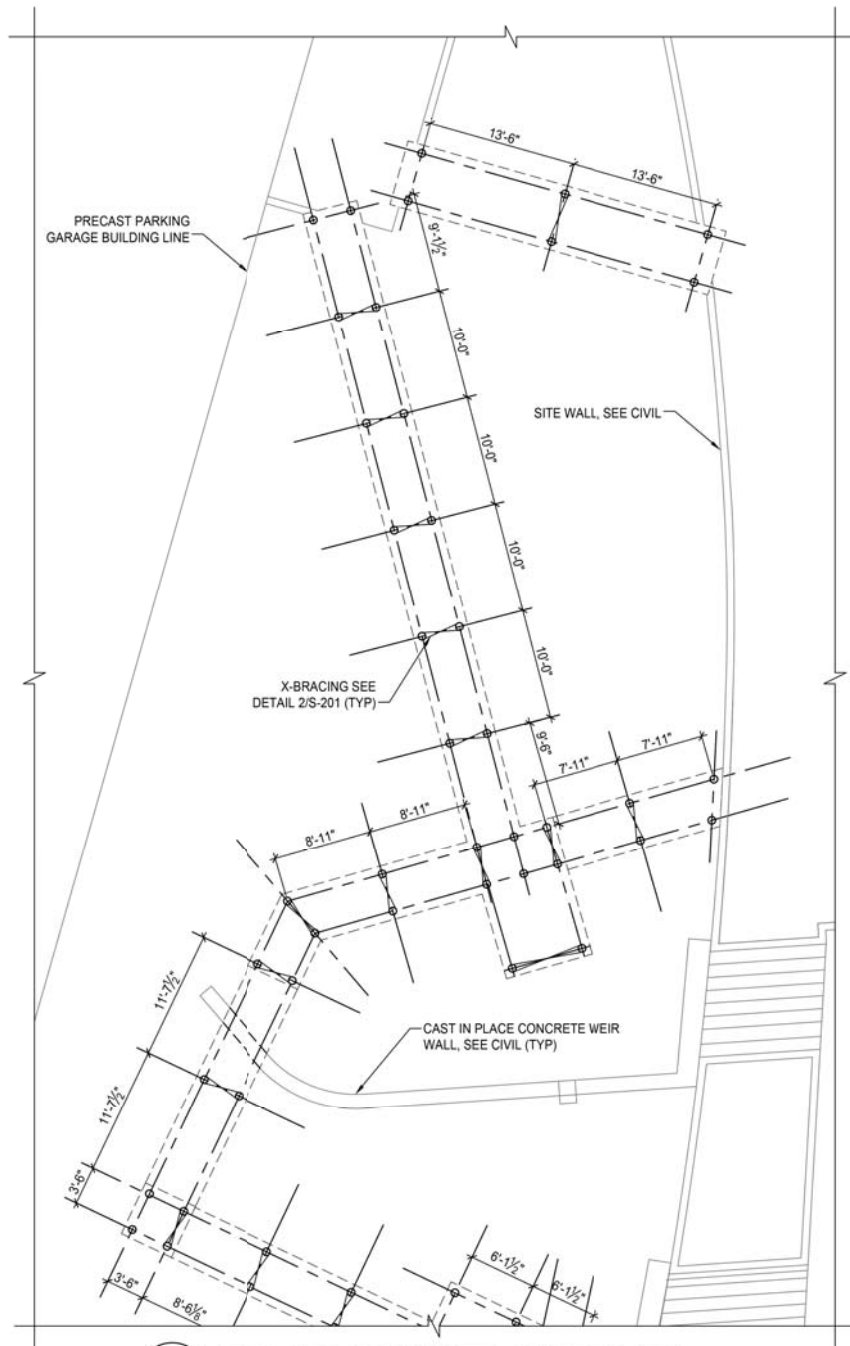 13'-6"
13'-6"
PRECAST PARKING
GARAGE BUILDING LINE
9'-1½"
10'-0"
10'-0"
SITE WALL, SEE CIVIL
10'-0"
10'-0"
X-BRACING SEE
DETAIL 2/S-201 (TYP)
9'-6"
7'-11"
7'-11"
8'-11"
8'-11"
11'-7½"
CAST IN PLACE CONCRETE WEIR
WALL, SEE CIVIL (TYP)
11'-7½"
3'-6"
3'-6"
8'-6⅛"
6'-1½"
6'-1½"